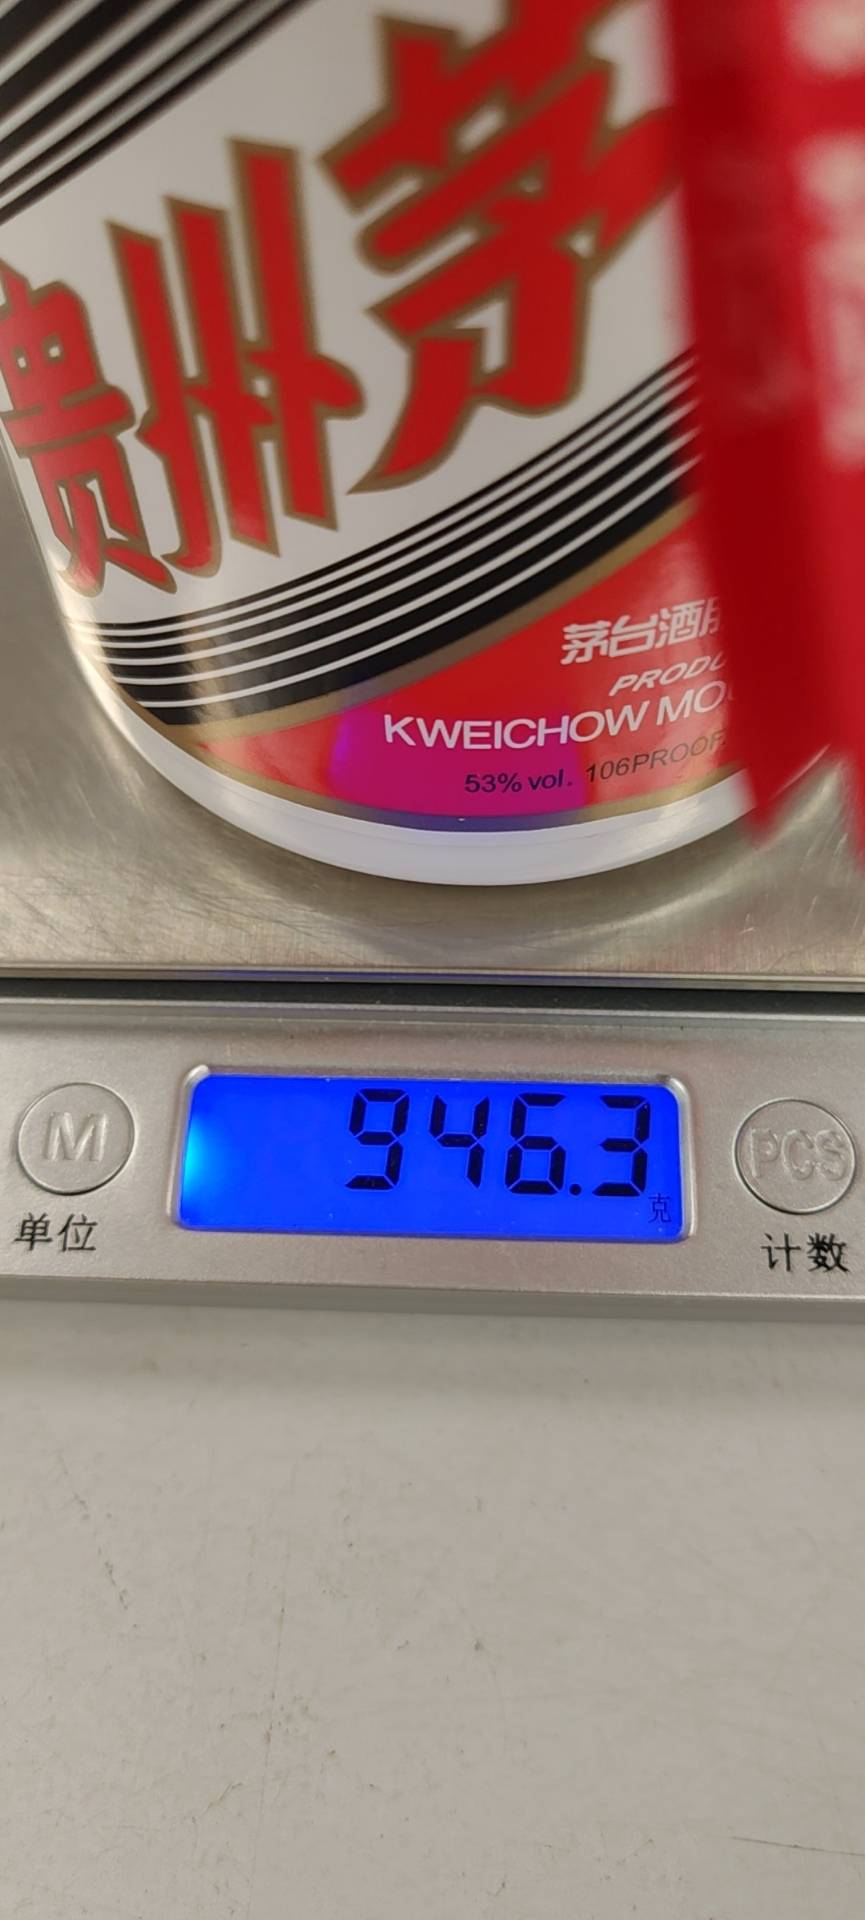 贵州茅
茅台酒
PRODU
KWEICHOW MO
53% vol. 106PROOF
946.3
克
M
PCS
单位
计数